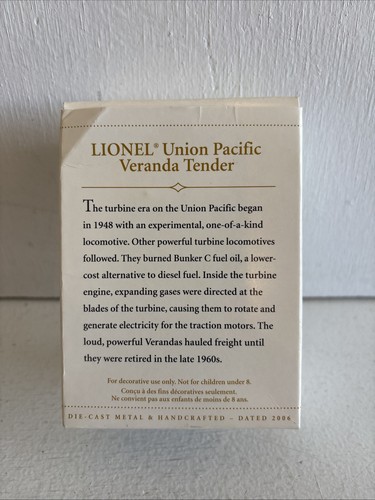 LIONEL® Union Pacific
Veranda Tender
The turbine era on the Union Pacific began
in 1948 with an experimental, one-of-a-kind
locomotive. Other powerful turbine locomotives
followed. They burned Bunker C fuel oil, a lower-
cost alternative to diesel fuel. Inside the turbine
engine, expanding gases were directed at the
blades of the turbine, causing them to rotate and
generate electricity for the traction motors. The
loud, powerful Verandas hauled freight until
they were retired in the late 1960s.
For decorative use only. Not for children under 8.
Conçu à des fins décoratives seulement.
Ne convient pas aux enfants de moins de 8 ans.
DIE-CAST METAL & HANDCRAFTED – DATED 2006